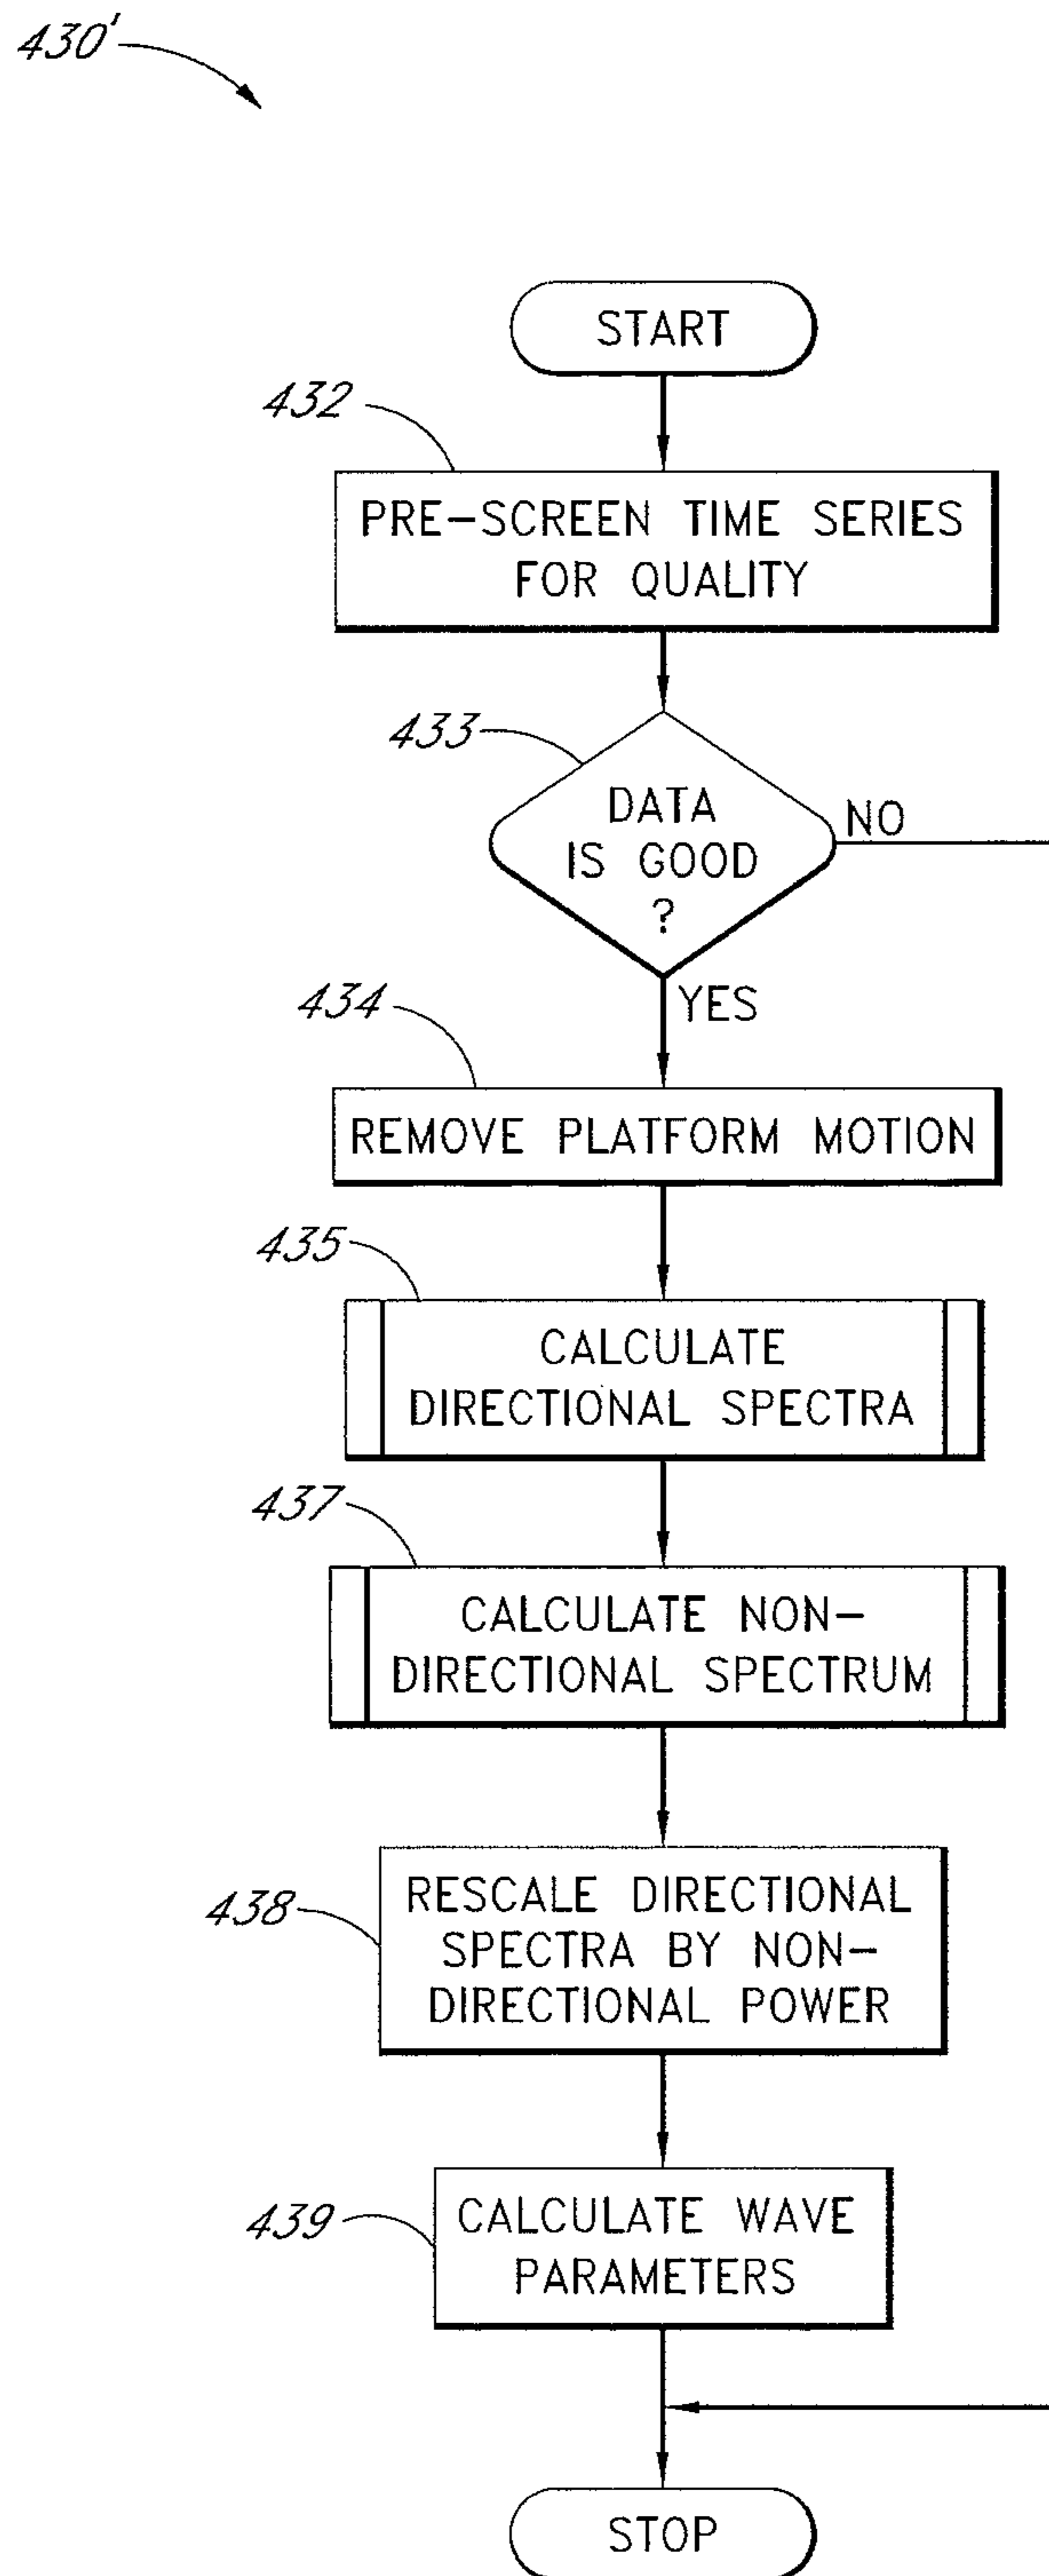 430'
START
432
PRE-SCREEN TIME SERIES
FOR QUALITY
433
DATA
IS GOOD
?
NO
YES
434
REMOVE PLATFORM MOTION
435
CALCULATE
DIRECTIONAL SPECTRA
437
CALCULATE NON-
DIRECTIONAL SPECTRUM
438
RESCALE DIRECTIONAL
SPECTRA BY NON-
DIRECTIONAL POWER
439
CALCULATE WAVE
PARAMETERS
STOP